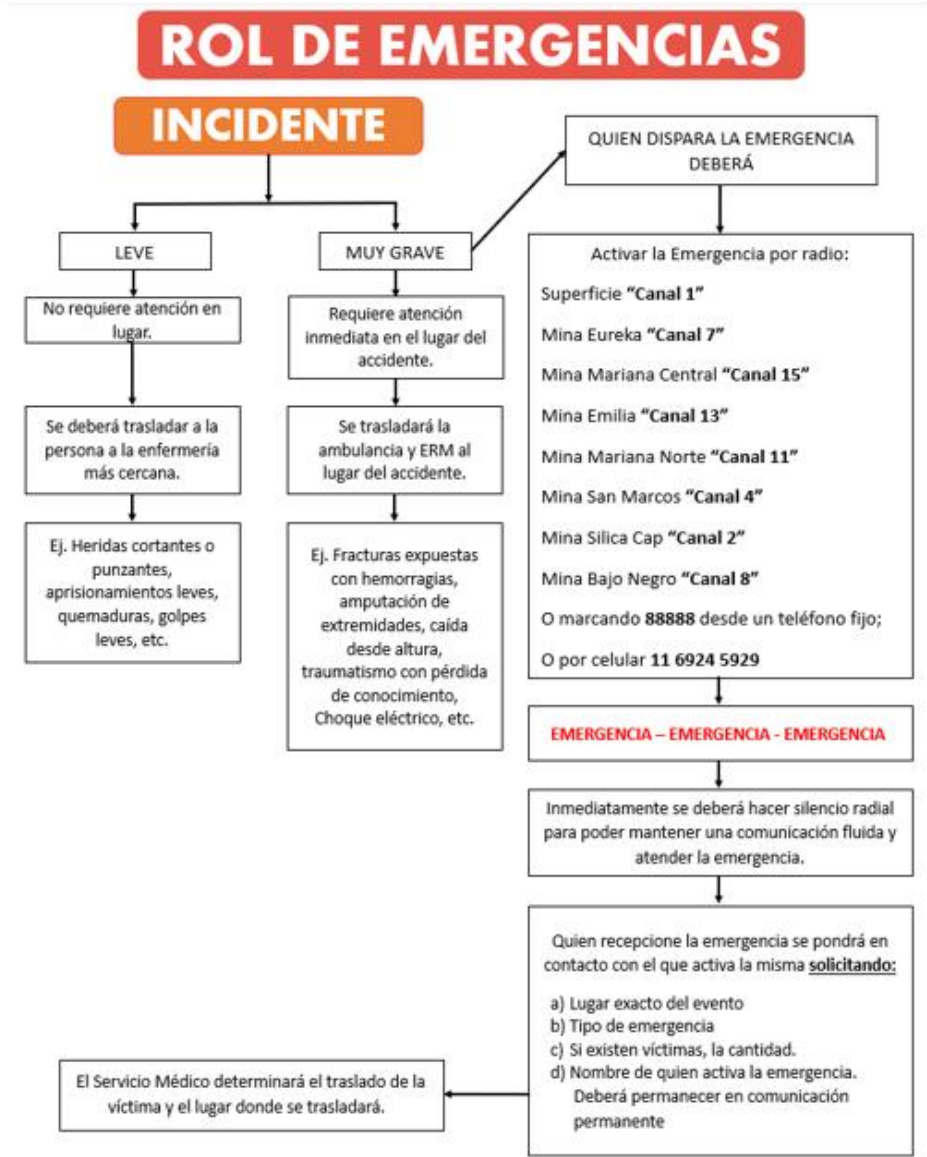 ROL DE EMERGENCIAS
INCIDENTE
LEVE
No requiere atención en
lugar.
Se deberá trasladar a la
persona a la enfermería
más cercana.
Ej. Heridas cortantes o
punzantes,
aprisionamientos leves,
quemaduras, golpes
leves, etc.
MUY GRAVE
Requiere atención
inmediata en el lugar del
accidente.
Se trasladará la
ambulancia y ERM al
lugar del accidente.
Ej. Fracturas expuestas
con hemorragias,
amputación de
extremidades, caída
desde altura,
traumatismo con pérdida
de conocimiento,
Choque eléctrico, etc.
QUIEN DISPARA LA EMERGENCIA
DEBERÁ
Activar la Emergencia por radio:
Superficie “Canal 1”
Mina Eureka “Canal 7”
Mina Mariana Central “Canal 15”
Mina Emilia “Canal 13”
Mina Mariana Norte “Canal 11”
Mina San Marcos “Canal 4”
Mina Silica Cap “Canal 2”
Mina Bajo Negro “Canal 8”
O marcando 88888 desde un teléfono fijo;
O por celular 11 6924 5929
EMERGENCIA – EMERGENCIA - EMERGENCIA
Inmediatamente se deberá hacer silencio radial
para poder mantener una comunicación fluida y
atender la emergencia.
Quien recepcione la emergencia se pondrá en
contacto con el que activa la misma solicitando:
a) Lugar exacto del evento
b) Tipo de emergencia
c) Si existen víctimas, la cantidad.
d) Nombre de quien activa la emergencia.
Deberá permanecer en comunicación
permanente
El Servicio Médico determinará el traslado de la
víctima y el lugar donde se trasladará.